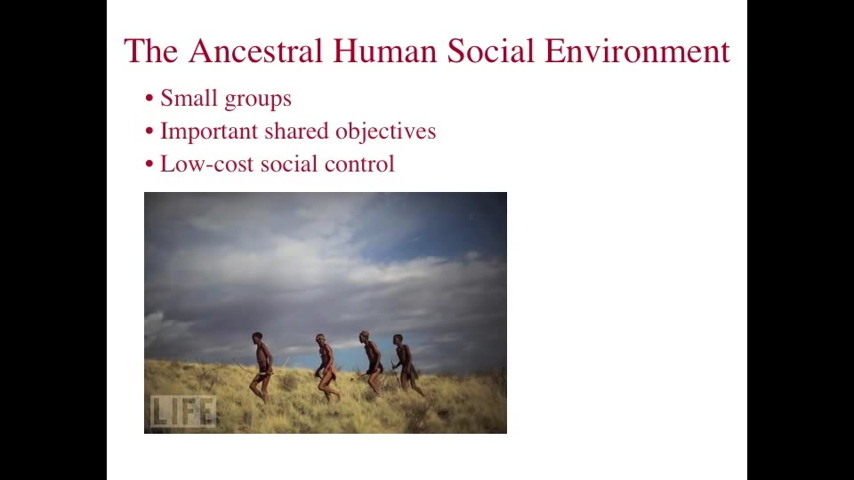 The Ancestral Human Social Environment
• Small groups
• Important shared objectives
• Low-cost social control
LIFE